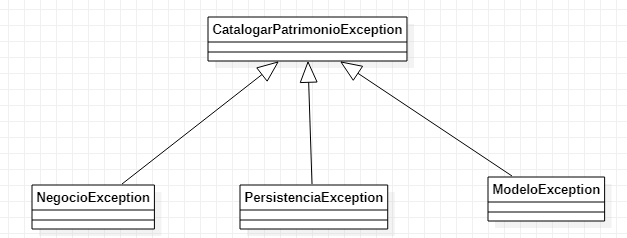 CatalogarPatrimonioException
NegocioException
PersistenciaException
ModeloException